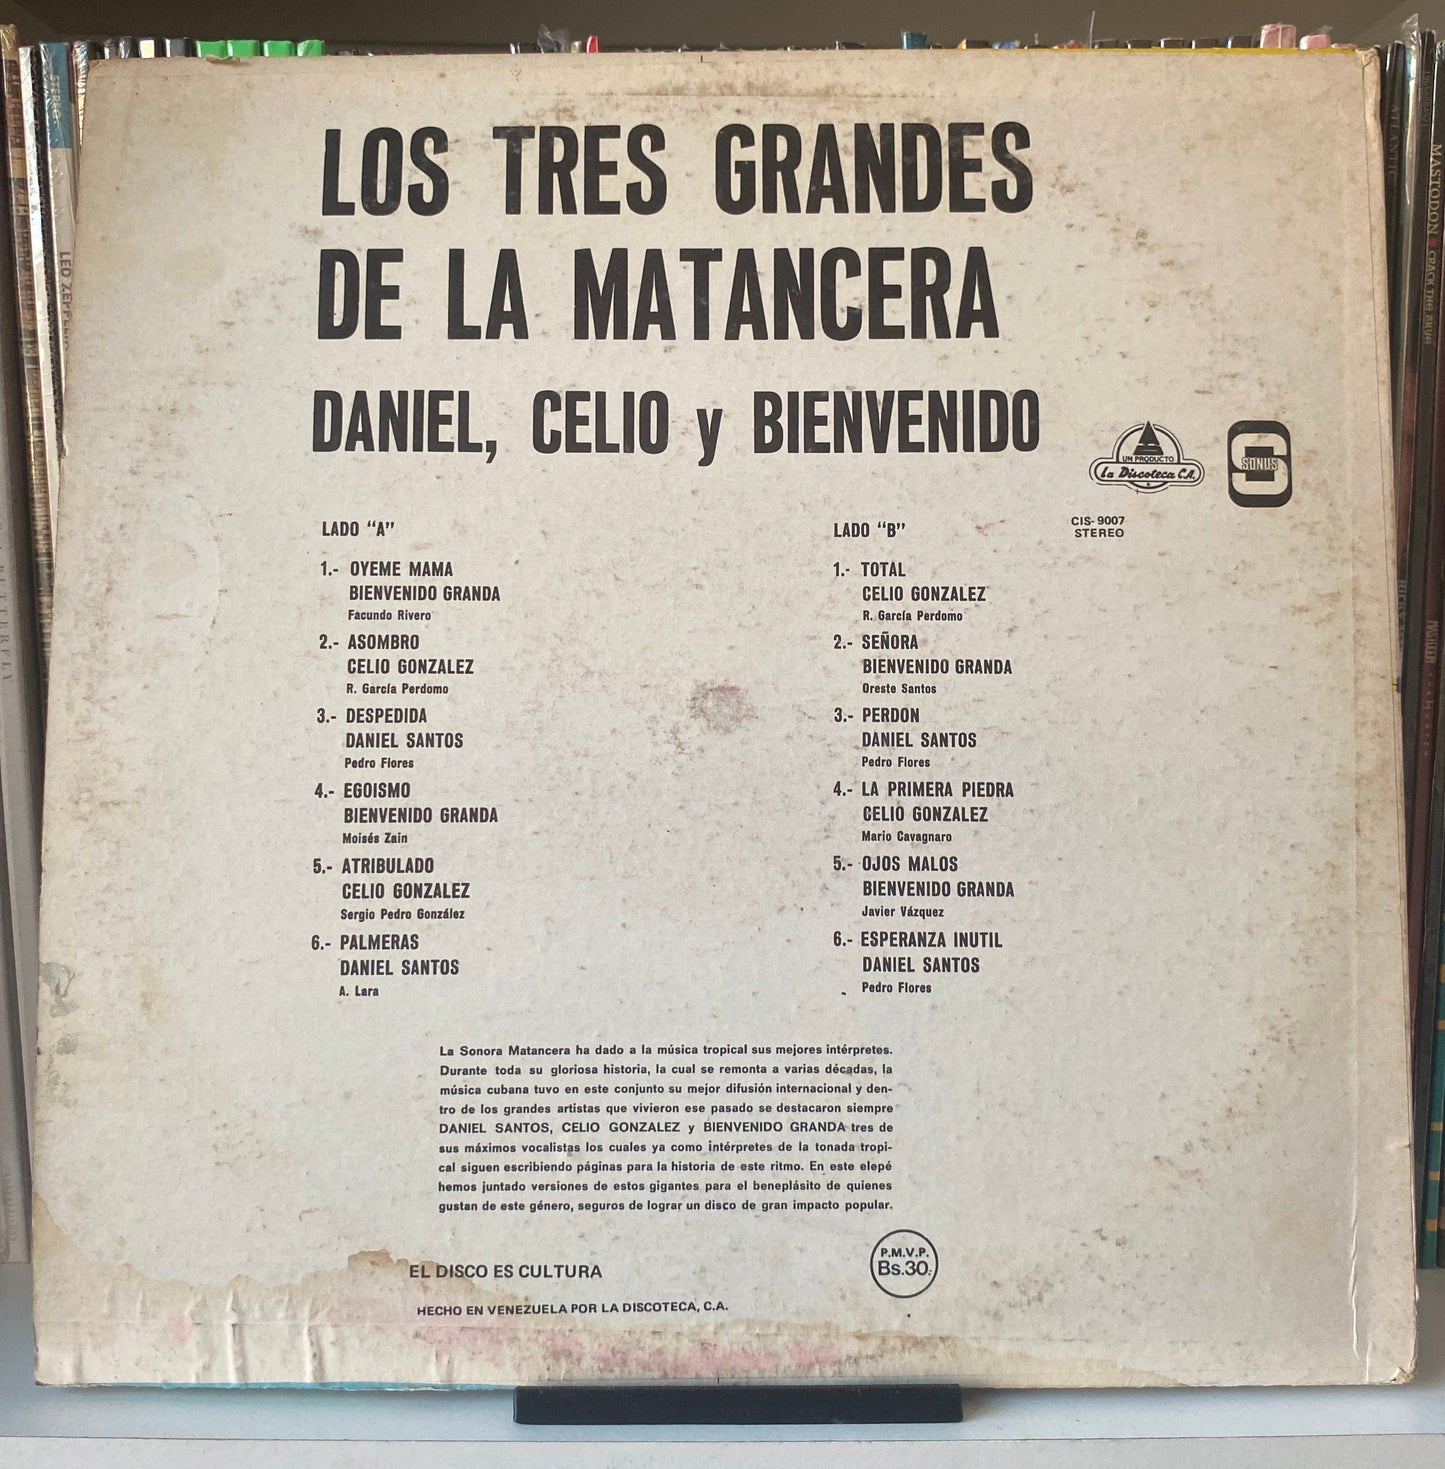 LOS TRES GRANDES
DE LA MATANCERA
DANIEL, CELIO y BIENVENIDO
UN PRODUCTO
La Discoteca C.A.
SONUS
CIS-9007
STEREO
LADO "A"
1.- OYEME MAMA
BIENVENIDO GRANDA
Facundo Rivero
2.- ASOMBRO
CELIO GONZALEZ
R. García Perdomo
3.- DESPEDIDA
DANIEL SANTOS
Pedro Flores
4.- EGOISMO
BIENVENIDO GRANDA
Moisés Zain
5.- ATRIBULADO
CELIO GONZALEZ
Sergio Pedro González
6.- PALMERAS
DANIEL SANTOS
A. Lara
LADO "B"
1.- TOTAL
CELIO GONZALEZ
R. García Perdomo
2.- SEÑORA
BIENVENIDO GRANDA
Oreste Santos
3.- PERDON
DANIEL SANTOS
Pedro Flores
4.- LA PRIMERA PIEDRA
CELIO GONZALEZ
Mario Cavagnaro
5.- OJOS MALOS
BIENVENIDO GRANDA
Javier Vázquez
6.- ESPERANZA INUTIL
DANIEL SANTOS
Pedro Flores
La Sonora Matancera ha dado a la música tropical sus mejores intérpretes.
Durante toda su gloriosa historia, la cual se remonta a varias décadas, la
música cubana tuvo en este conjunto su mejor difusión internacional y den-
tro de los grandes artistas que vivieron ese pasado se destacaron siempre
DANIEL SANTOS, CELIO GONZALEZ y BIENVENIDO GRANDA tres de
sus máximos vocalistas los cuales ya como intérpretes de la tonada tropi-
cal siguen escribiendo páginas para la historia de este ritmo. En este elepé
hemos juntado versiones de estos gigantes para el beneplásito de quienes
gustan de este género, seguros de lograr un disco de gran impacto popular.
P.M.V.P.
Bs.30.
EL DISCO ES CULTURA
HECHO EN VENEZUELA POR LA DISCOTECA, C.A.
STEREO
LED ZEPPELIN
ATLANTIC
MASTODON
CRACK THE SKYE
MASTODON THE HUNTER